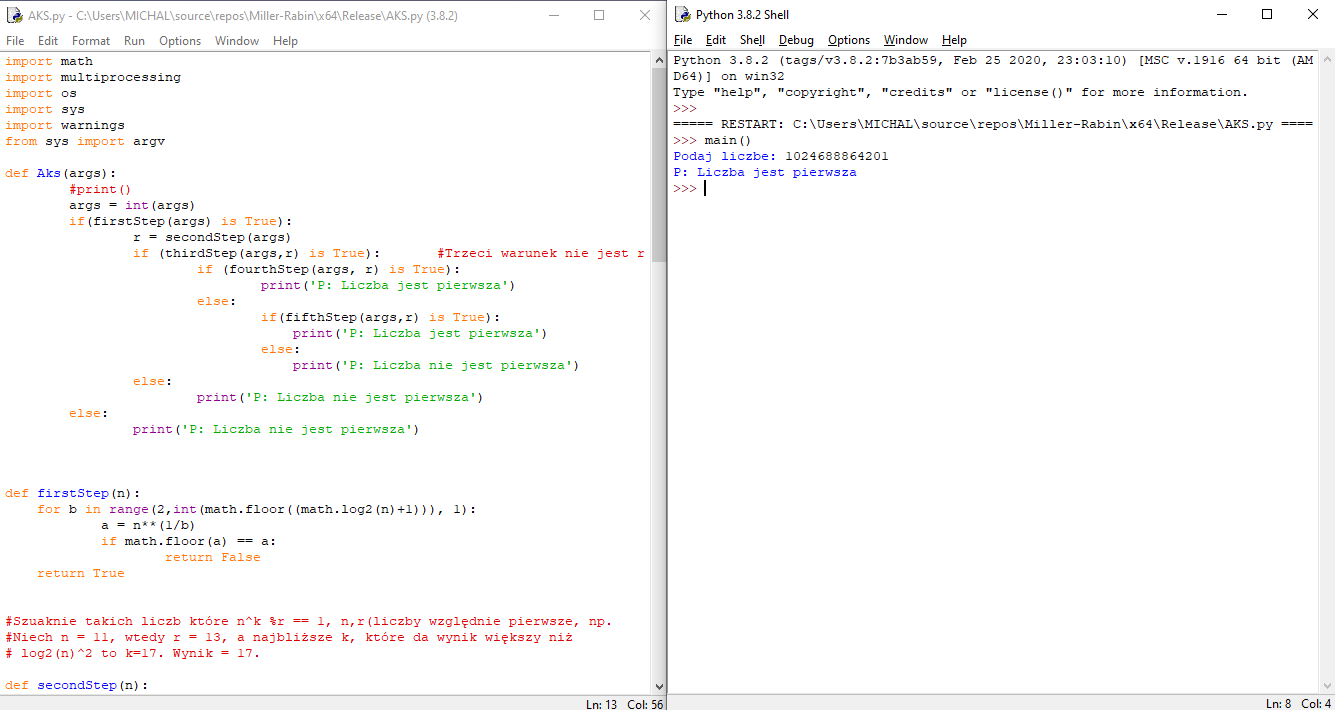 AKS.py - C:\Users\MICHAL\source\repos\Miller-Rabin\x64\Release\AKS.py (3.8.2)
File Edit Format Run Options Window Help
import math
import multiprocessing
import os
import sys
import warnings
from sys import argv

def Aks(args):
        #print()
        args = int(args)
        if(firstStep(args) is True):
                r = secondStep(args)
                if (thirdStep(args,r) is True):       #Trzeci warunek nie jest r
                        if (fourthStep(args, r) is True):
                                print('P: Liczba jest pierwsza')
                        else:
                                if(fifthStep(args,r) is True):
                                    print('P: Liczba jest pierwsza')
                                else:
                                    print('P: Liczba nie jest pierwsza')
                else:
                        print('P: Liczba nie jest pierwsza')
        else:
                print('P: Liczba nie jest pierwsza')

def firstStep(n):
    for b in range(2,int(math.floor((math.log2(n)+1))), 1):
            a = n**(1/b)
            if math.floor(a) == a:
                    return False
    return True

#Szuaknie takich liczb które n^k %r == 1, n,r(liczby względnie pierwsze, np.
#Niech n = 11, wtedy r = 13, a najbliższe k, które da wynik większy niż
# log2(n)^2 to k=17. Wynik = 17.

def secondStep(n):
Ln: 13 Col: 56
Python 3.8.2 Shell
File Edit Shell Debug Options Window Help
Python 3.8.2 (tags/v3.8.2:7b3ab59, Feb 25 2020, 23:03:10) [MSC v.1916 64 bit (AM
D64)] on win32
Type "help", "copyright", "credits" or "license()" for more information.
>>>
===== RESTART: C:\Users\MICHAL\source\repos\Miller-Rabin\x64\Release\AKS.py ====
>>> main()
Podaj liczbe: 1024688864201
P: Liczba jest pierwsza
>>>
Ln: 8 Col: 4